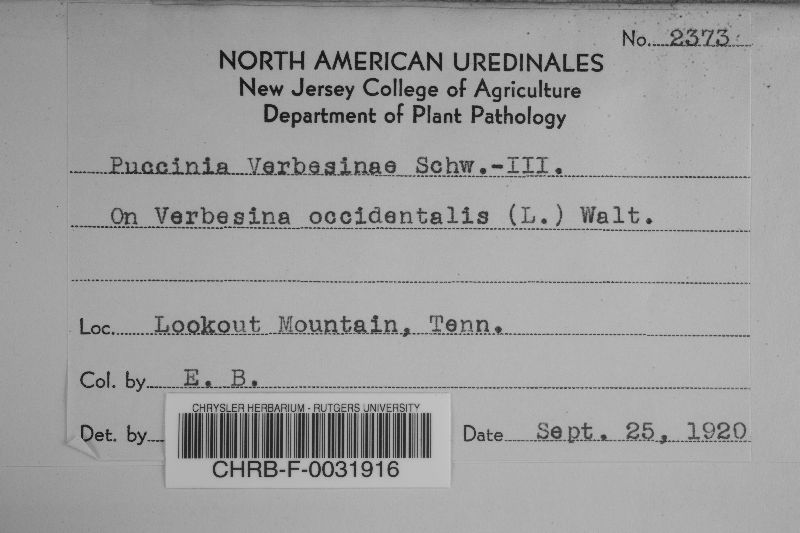 No. 2373
NORTH AMERICAN UREDINALES
New Jersey College of Agriculture
Department of Plant Pathology
Puccinia Verbesinae Schw.-III.
On Verbesina occidentalis (L.) Walt.
Loc. Lookout Mountain, Tenn.
Col. by E. B.
Det. by
Date Sept. 25, 1920
CHRYSLER HERBARIUM - RUTGERS UNIVERSITY
CHRB-F-0031916